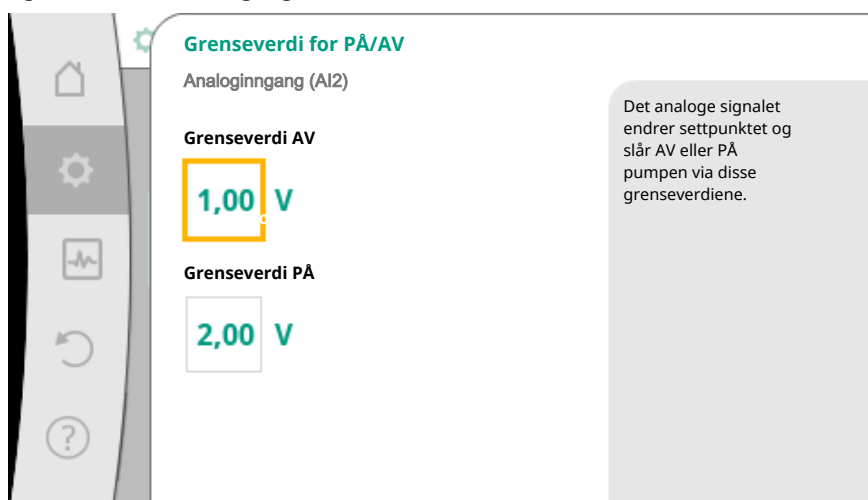 Grenseverdi for PÅ/AV
Analoginngang (AI2)
Grenseverdi AV
1,00 V
Grenseverdi PÅ
2,00 V
Det analoge signalet
endrer settpunktet og
slår AV eller PÅ
pumpen via disse
grenseverdiene.
?